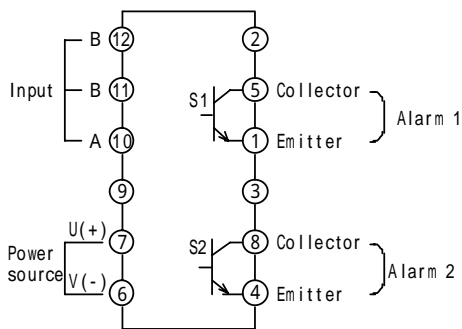 B 12 2
Input B 11 S1 5 Collector
Alarm 1
A 10 1 Emitter
9 3
U(+) 7 S2 8 Collector
Power source
Alarm 2
V(-) 6 4 Emitter